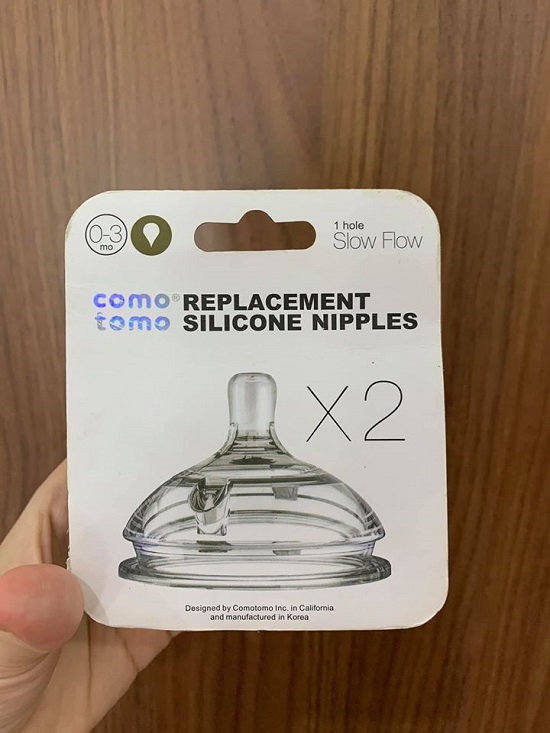 0-3
mo
1 hole
Slow Flow
como® REPLACEMENT
tomo SILICONE NIPPLES
X2
Designed by Comotomo Inc. in California
and manufactured in Korea